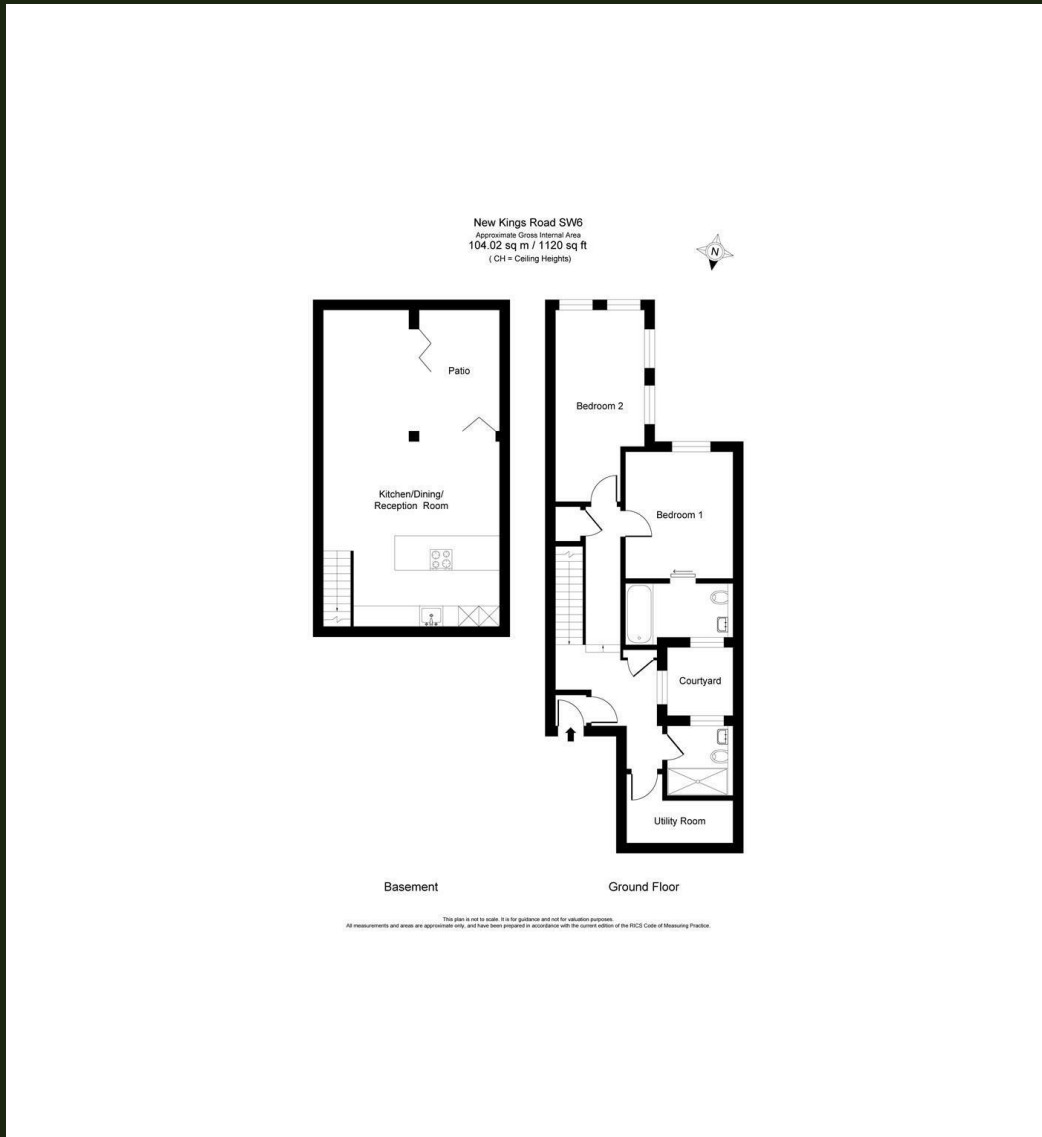 New Kings Road SW6
Approximate Gross Internal Area
104.02 sq m / 1120 sq ft
( CH = Ceiling Heights)
N
Patio
Kitchen/Dining/
Reception Room
Bedroom 2
Bedroom 1
Courtyard
Utility Room
Basement
Ground Floor
This plan is not to scale. It is for guidance and not for valuation purposes.
All measurements and areas are approximate only, and have been prepared in accordance with the current edition of the RICS Code of Measuring Practice.